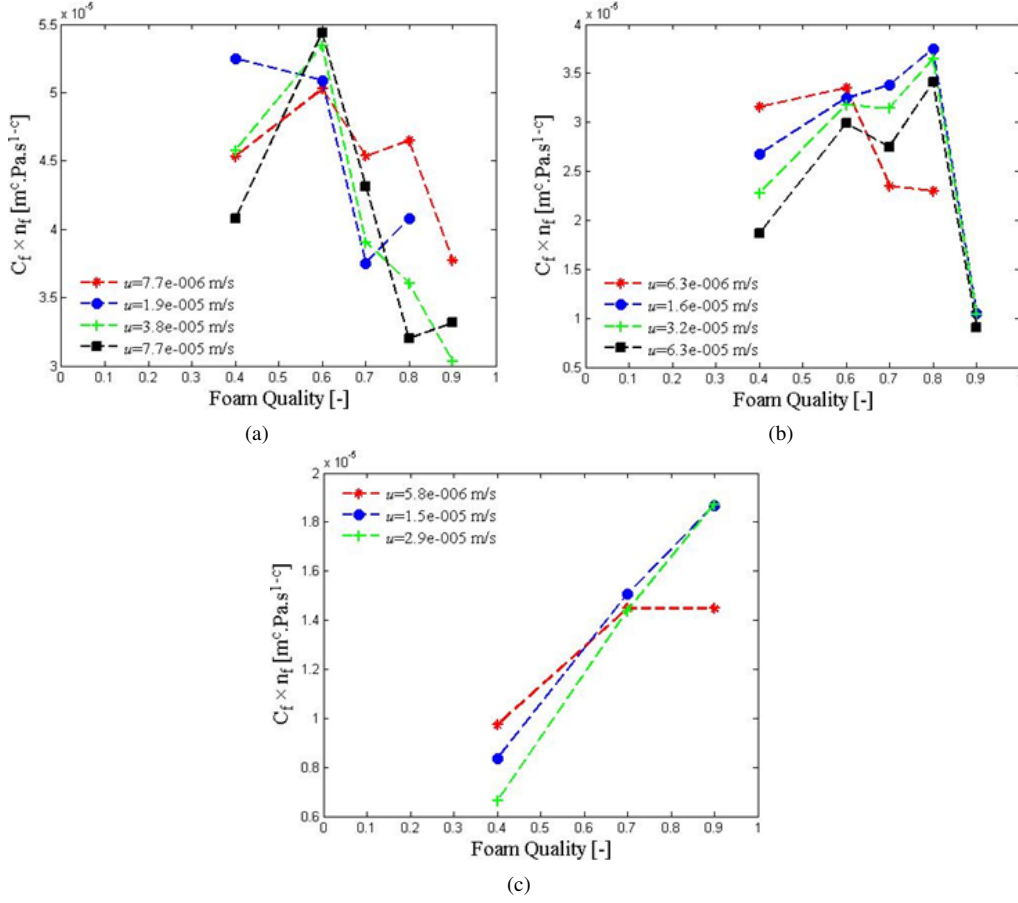 × 10⁻⁵
5.5
5
4.5
4
3.5
3
C_f × n_f [m^c.Pa.s^1-c]
u=7.7e-006 m/s
u=1.9e-005 m/s
u=3.8e-005 m/s
u=7.7e-005 m/s
0 0.1 0.2 0.3 0.4 0.5 0.6 0.7 0.8 0.9 1
Foam Quality [-]
(a)
× 10⁻⁵
4
3.5
3
2.5
2
1.5
1
0.5
C_f × n_f [m^c.Pa.s^1-c]
u=6.3e-006 m/s
u=1.6e-005 m/s
u=3.2e-005 m/s
u=6.3e-005 m/s
0 0.1 0.2 0.3 0.4 0.5 0.6 0.7 0.8 0.9 1
Foam Quality [-]
(b)
× 10⁻⁵
2
1.8
1.6
1.4
1.2
1
0.8
0.6
C_f × n_f [m^c.Pa.s^1-c]
u=5.8e-006 m/s
u=1.5e-005 m/s
u=2.9e-005 m/s
0 0.1 0.2 0.3 0.4 0.5 0.6 0.7 0.8 0.9 1
Foam Quality [-]
(c)